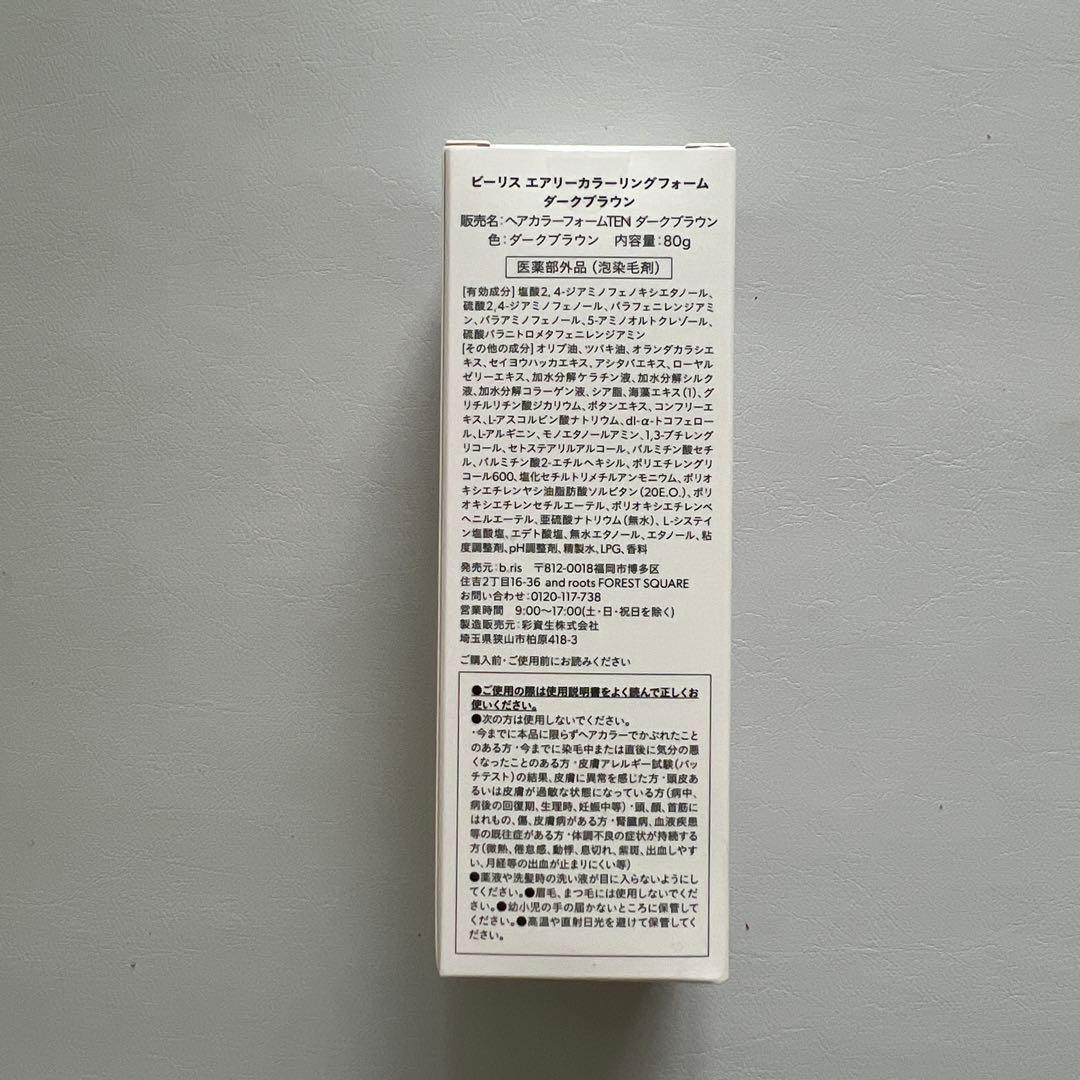 ビーリス エアリーカラーリングフォーム
ダークブラウン
販売名:ヘアカラーフォームTEN ダークブラウン
色:ダークブラウン 内容量:80g
医薬部外品(泡染毛剤)
[有効成分]塩酸2,4-ジアミノフェノキシエタノール、
硫酸2,4-ジアミノフェノール、パラフェニレンジアミ
ン、パラアミノフェノール、5-アミノオルトクレゾール、
硫酸パラニトロメタフェニレンジアミン
[その他の成分]オリブ油、ツバキ油、オランダカラシエ
キス、セイヨウハッカエキス、アシタバエキス、ローヤル
ゼリーエキス、加水分解ケラチン液、加水分解シルク
液、加水分解コラーゲン液、シア脂、海藻エキス(1)、グ
リチルリチン酸ジカリウム、ボタンエキス、コンフリーエ
キス、L-アスコルビン酸ナトリウム、dl-α-トコフェロー
ル、L-アルギニン、モノエタノールアミン、1,3-ブチレング
リコール、セトステアリルアルコール、パルミチン酸セチ
ル、パルミチン酸2-エチルヘキシル、ポリエチレングリ
コール600、塩化セチルトリメチルアンモニウム、ポリオ
キシエチレンヤシ油脂肪酸ソルビタン(20E.O.)、ポリ
オキシエチレンセチルエーテル、ポリオキシエチレンベ
ヘニルエーテル、亜硫酸ナトリウム(無水)、L-システイ
ン塩酸塩、エデト酸塩、無水エタノール、エタノール、粘
度調整剤、pH調整剤、精製水、LPG、香料
発売元:b.ris 〒812-0018福岡市博多区
住吉2丁目16-36 and roots FOREST SQUARE
お問い合わせ:0120-117-738
営業時間 9:00〜17:00(土・日・祝日を除く)
製造販売元:彩資生株式会社
埼玉県狭山市柏原418-3
ご購入前・ご使用前にお読みください
●ご使用の際は使用説明書をよく読んで正しくお
使いください。
●次の方は使用しないでください。
・今までに本品に限らずヘアカラーでかぶれたこと
のある方・今までに染毛中または直後に気分の悪
くなったことのある方・皮膚アレルギー試験(パッ
チテスト)の結果、皮膚に異常を感じた方・頭皮あ
るいは皮膚が過敏な状態になっている方(病中、
病後の回復期、生理時、妊娠中等)・頭、顔、首筋に
はれもの、傷、皮膚病がある方・腎臓病、血液疾患
等の既往症がある方・体調不良の症状が持続する
方(微熱、倦怠感、動悸、息切れ、紫斑、出血しやす
い、月経等の出血が止まりにくい等)
●薬液や洗髪時の洗い液が目に入らないようにし
てください。●眉毛、まつ毛には使用しないでくだ
さい。●幼小児の手の届かないところに保管して
ください。●高温や直射日光を避けて保管してく
ださい。